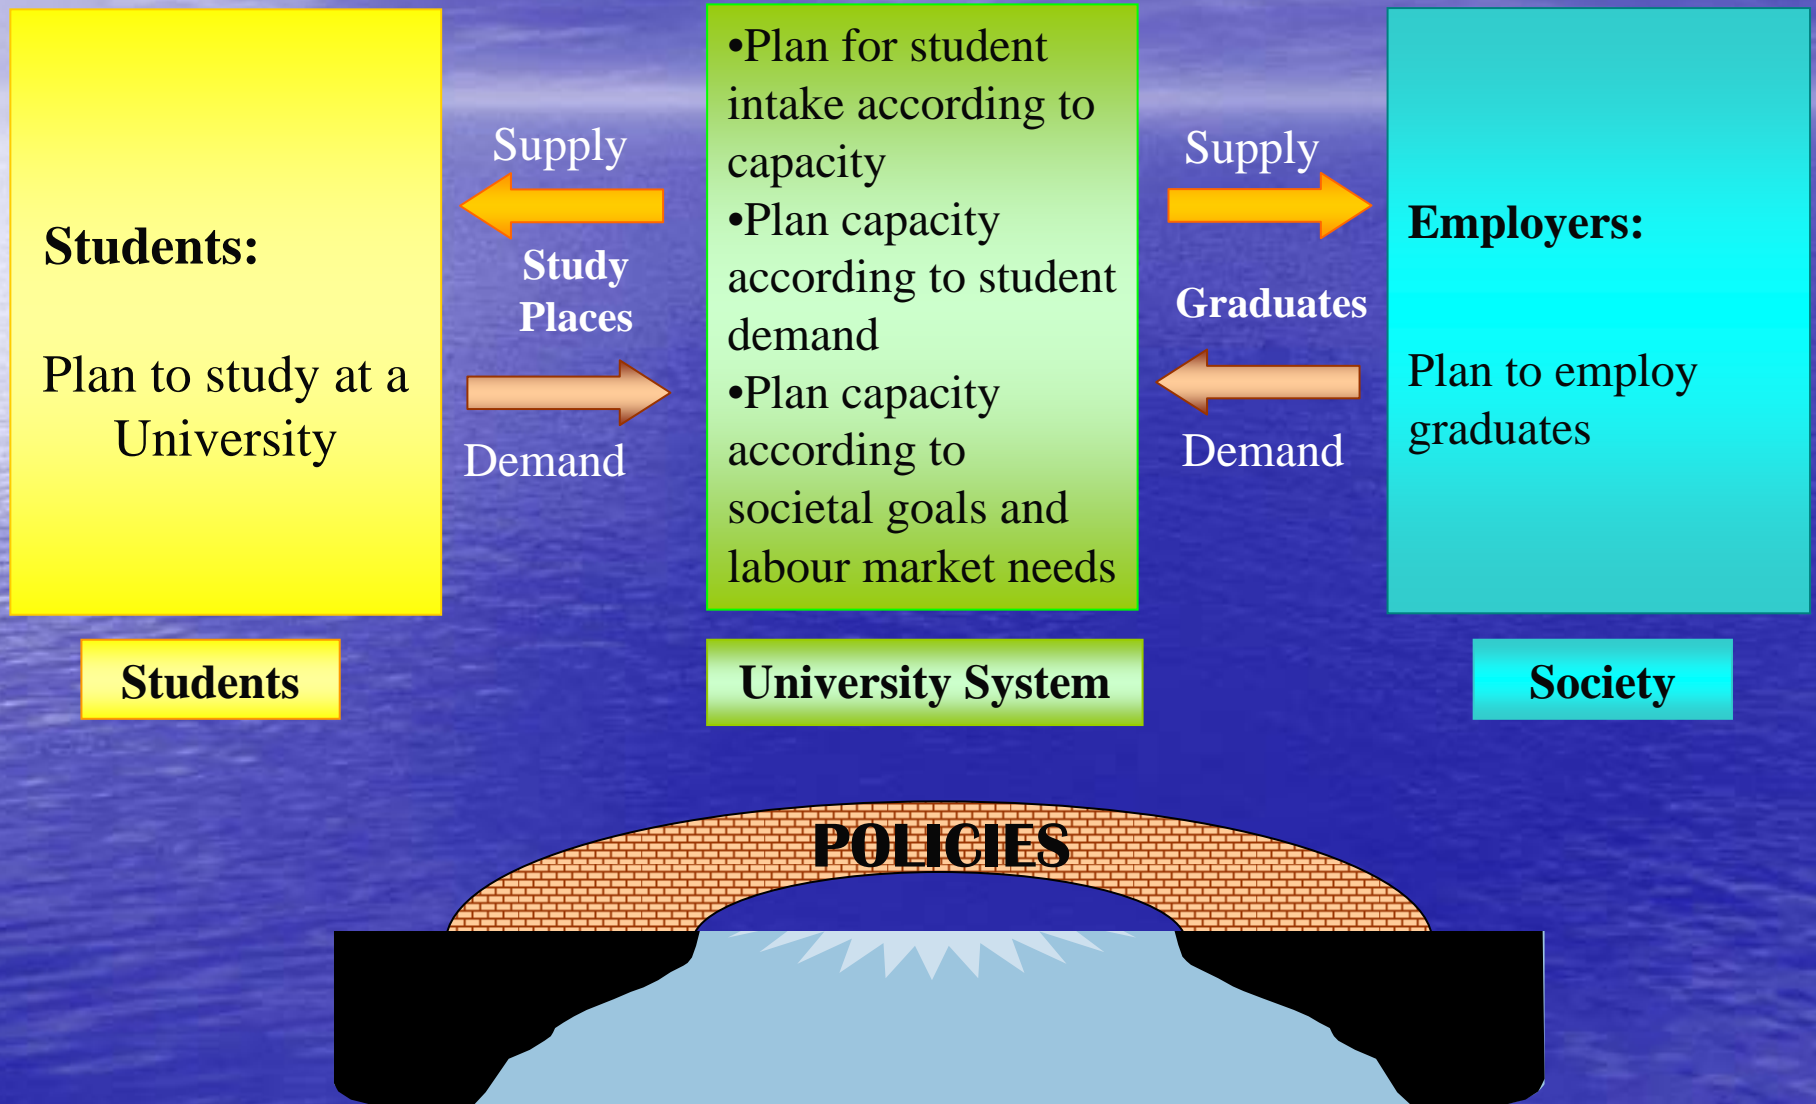 Students:
Plan to study at a
University
Supply
Study
Places
Demand
•Plan for student
intake according to
capacity
•Plan capacity
according to student
demand
•Plan capacity
according to
societal goals and
labour market needs
Supply
Graduates
Demand
Employers:
Plan to employ
graduates
Students
University System
Society
POLICIES